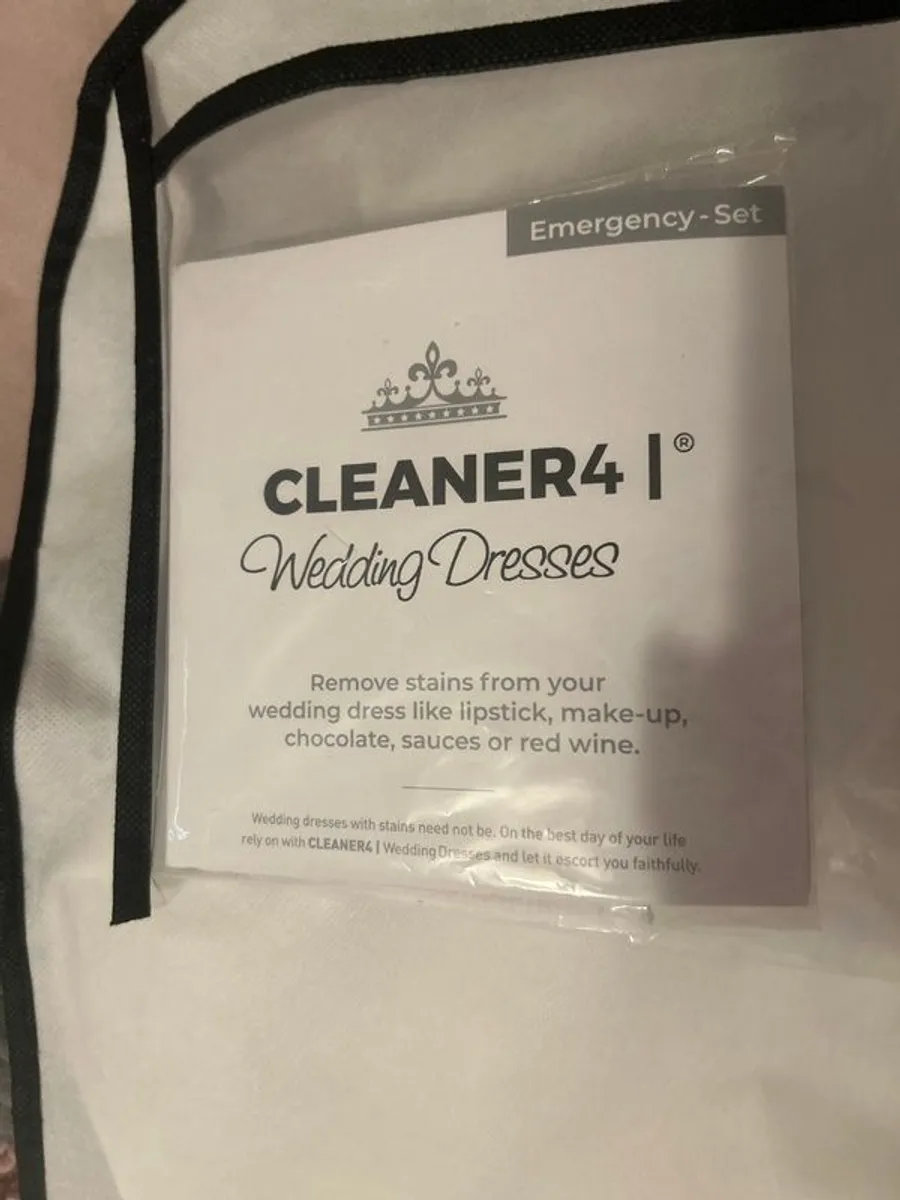 Emergency-Set
CLEANER4 | ®
Wedding Dresses
Remove stains from your
wedding dress like lipstick, make-up,
chocolate, sauces or red wine.
Wedding dresses with stains need not be. On the best day of your life
rely on with CLEANER4 | Wedding Dresses and let it escort you faithfully.